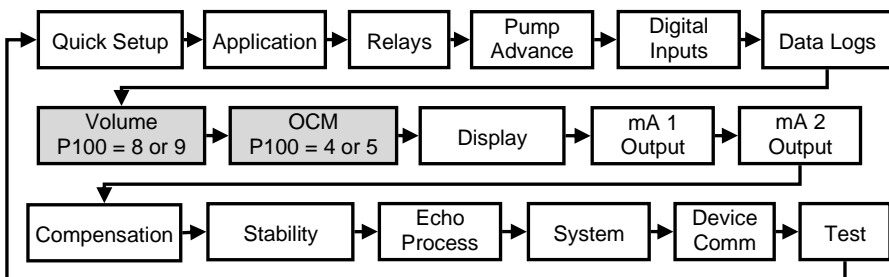 Quick Setup
Application
Relays
Pump
Advance
Digital
Inputs
Data Logs
Volume
P100 = 8 or 9
OCM
P100 = 4 or 5
Display
mA 1
Output
mA 2
Output
Compensation
Stability
Echo
Process
System
Device
Comm
Test